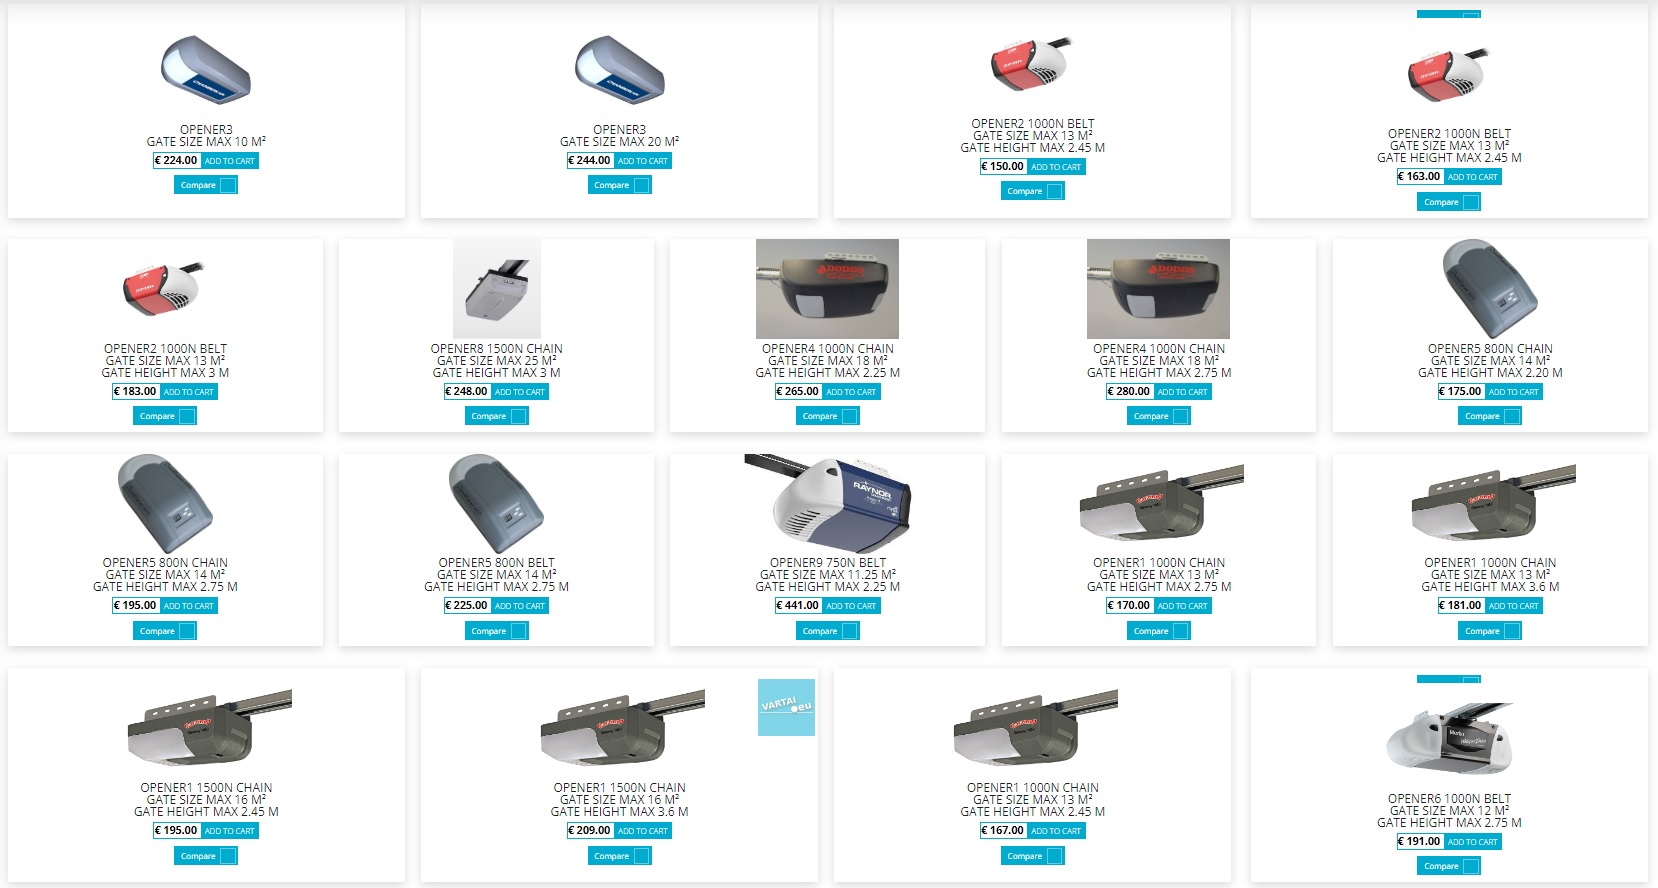 OPENER3
GATE SIZE MAX 10 M²
€ 224.00 ADD TO CART
Compare
OPENER3
GATE SIZE MAX 20 M²
€ 244.00 ADD TO CART
Compare
OPENER2 1000N BELT
GATE SIZE MAX 13 M²
GATE HEIGHT MAX 2.45 M
€ 150.00 ADD TO CART
Compare
OPENER2 1000N BELT
GATE SIZE MAX 13 M²
GATE HEIGHT MAX 2.45 M
€ 163.00 ADD TO CART
Compare
OPENER2 1000N BELT
GATE SIZE MAX 13 M²
GATE HEIGHT MAX 3 M
€ 183.00 ADD TO CART
Compare
OPENER8 1500N CHAIN
GATE SIZE MAX 25 M²
GATE HEIGHT MAX 3 M
€ 248.00 ADD TO CART
Compare
DODDS
OPENER4 1000N CHAIN
GATE SIZE MAX 18 M²
GATE HEIGHT MAX 2.25 M
€ 265.00 ADD TO CART
Compare
DODDS
OPENER4 1000N CHAIN
GATE SIZE MAX 18 M²
GATE HEIGHT MAX 2.75 M
€ 280.00 ADD TO CART
Compare
OPENER5 800N CHAIN
GATE SIZE MAX 14 M²
GATE HEIGHT MAX 2.20 M
€ 175.00 ADD TO CART
Compare
OPENER5 800N CHAIN
GATE SIZE MAX 14 M²
GATE HEIGHT MAX 2.75 M
€ 195.00 ADD TO CART
Compare
OPENER5 800N BELT
GATE SIZE MAX 14 M²
GATE HEIGHT MAX 2.75 M
€ 225.00 ADD TO CART
Compare
RAYNOR
OPENER9 750N BELT
GATE SIZE MAX 11.25 M²
GATE HEIGHT MAX 2.25 M
€ 441.00 ADD TO CART
Compare
OPENER1 1000N CHAIN
GATE SIZE MAX 13 M²
GATE HEIGHT MAX 2.75 M
€ 170.00 ADD TO CART
Compare
OPENER1 1000N CHAIN
GATE SIZE MAX 13 M²
GATE HEIGHT MAX 3.6 M
€ 181.00 ADD TO CART
Compare
OPENER1 1500N CHAIN
GATE SIZE MAX 16 M²
GATE HEIGHT MAX 2.45 M
€ 195.00 ADD TO CART
Compare
VARTAI
.eu
OPENER1 1500N CHAIN
GATE SIZE MAX 16 M²
GATE HEIGHT MAX 3.6 M
€ 209.00 ADD TO CART
Compare
OPENER1 1000N CHAIN
GATE SIZE MAX 13 M²
GATE HEIGHT MAX 2.45 M
€ 167.00 ADD TO CART
Compare
Merlin
OPENER6 1000N BELT
GATE SIZE MAX 12 M²
GATE HEIGHT MAX 2.75 M
€ 191.00 ADD TO CART
Compare